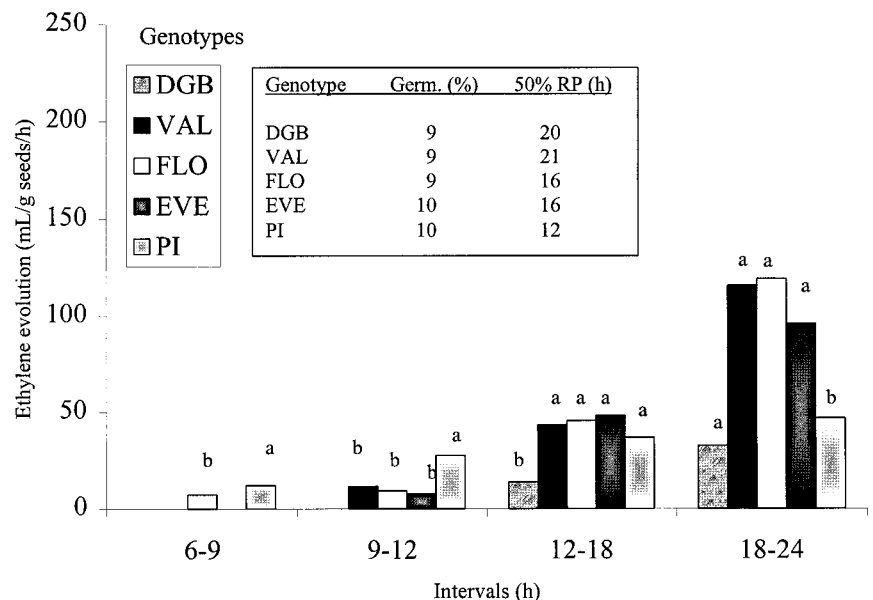 Genotypes
DGB
VAL
FLO
EVE
PI
Genotype Germ. (%) 50% RP (h)
DGB 9 20
VAL 9 21
FLO 9 16
EVE 10 16
PI 10 12
Ethylene evolution (mL/g seeds/h)
250
200
150
100
50
0
b a
b b b a
b a a a a
a a a a b
6-9 9-12 12-18 18-24
Intervals (h)